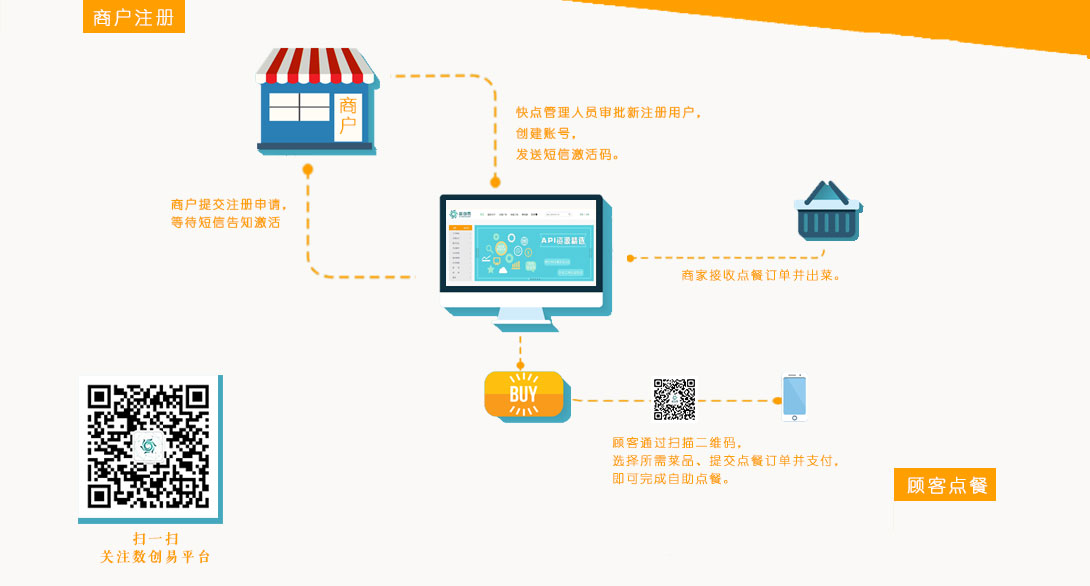 商户注册
商
户
快点管理人员审批新注册用户，
创建账号，
发送短信激活码。
商户提交注册申请，
等待短信告知激活
API运营精选
商家接收点餐订单并出菜。
BUY
顾客通过扫描二维码，
选择所需菜品、提交点餐订单并支付，
即可完成自助点餐。
顾客点餐
扫一扫
关注数创易平台